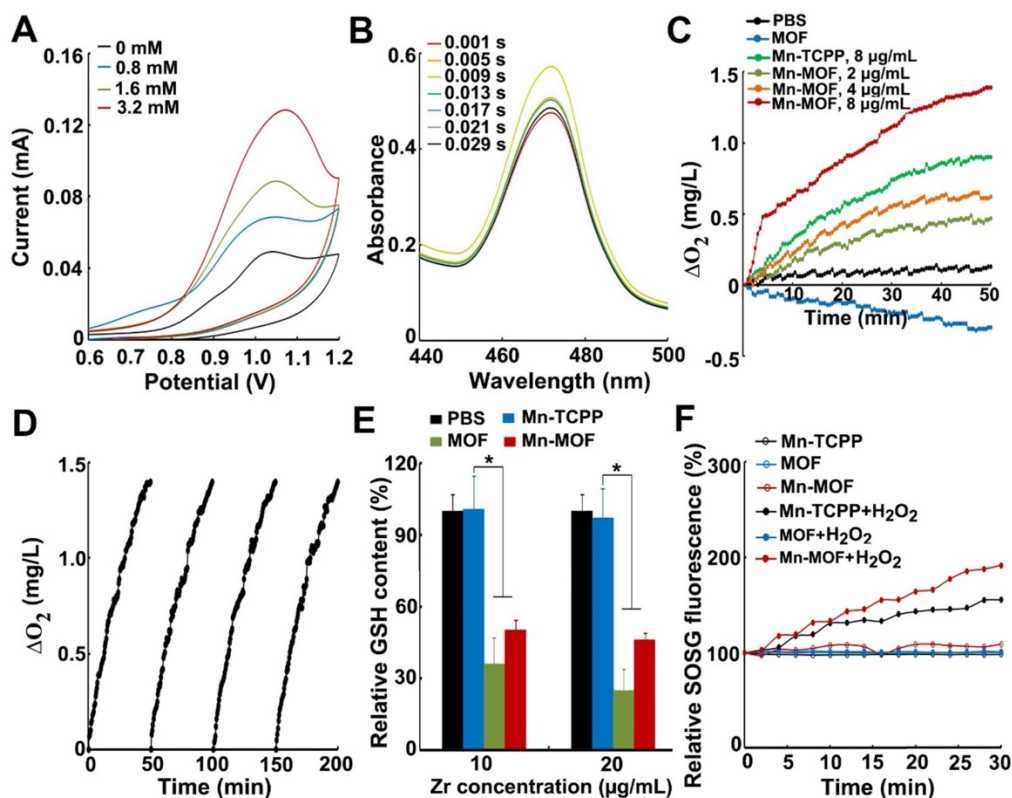 A
0 mM
0.8 mM
1.6 mM
3.2 mM
Current (mA)
0.16
0.12
0.08
0.04
0
0.6 0.7 0.8 0.9 1.0 1.1 1.2
Potential (V)
B
0.001 s
0.005 s
0.009 s
0.013 s
0.017 s
0.021 s
0.029 s
Absorbance
0.6
0.4
0.2
0
440 460 480 500
Wavelength (nm)
C
PBS
MOF
Mn-TCPP, 8 µg/mL
Mn-MOF, 2 µg/mL
Mn-MOF, 4 µg/mL
Mn-MOF, 8 µg/mL
ΔO₂ (mg/L)
1.5
1.0
0.5
0
-0.5
10 20 30 40 50
Time (min)
D
ΔO₂ (mg/L)
1.5
1.0
0.5
0
0 50 100 150 200
Time (min)
E
PBS
Mn-TCPP
MOF
Mn-MOF
Relative GSH content (%)
120
90
60
30
0
* *
10 20
Zr concentration (µg/mL)
F
Mn-TCPP
MOF
Mn-MOF
Mn-TCPP+H₂O₂
MOF+H₂O₂
Mn-MOF+H₂O₂
Relative SOSG fluorescence (%)
300
200
100
0
0 5 10 15 20 25 30
Time (min)